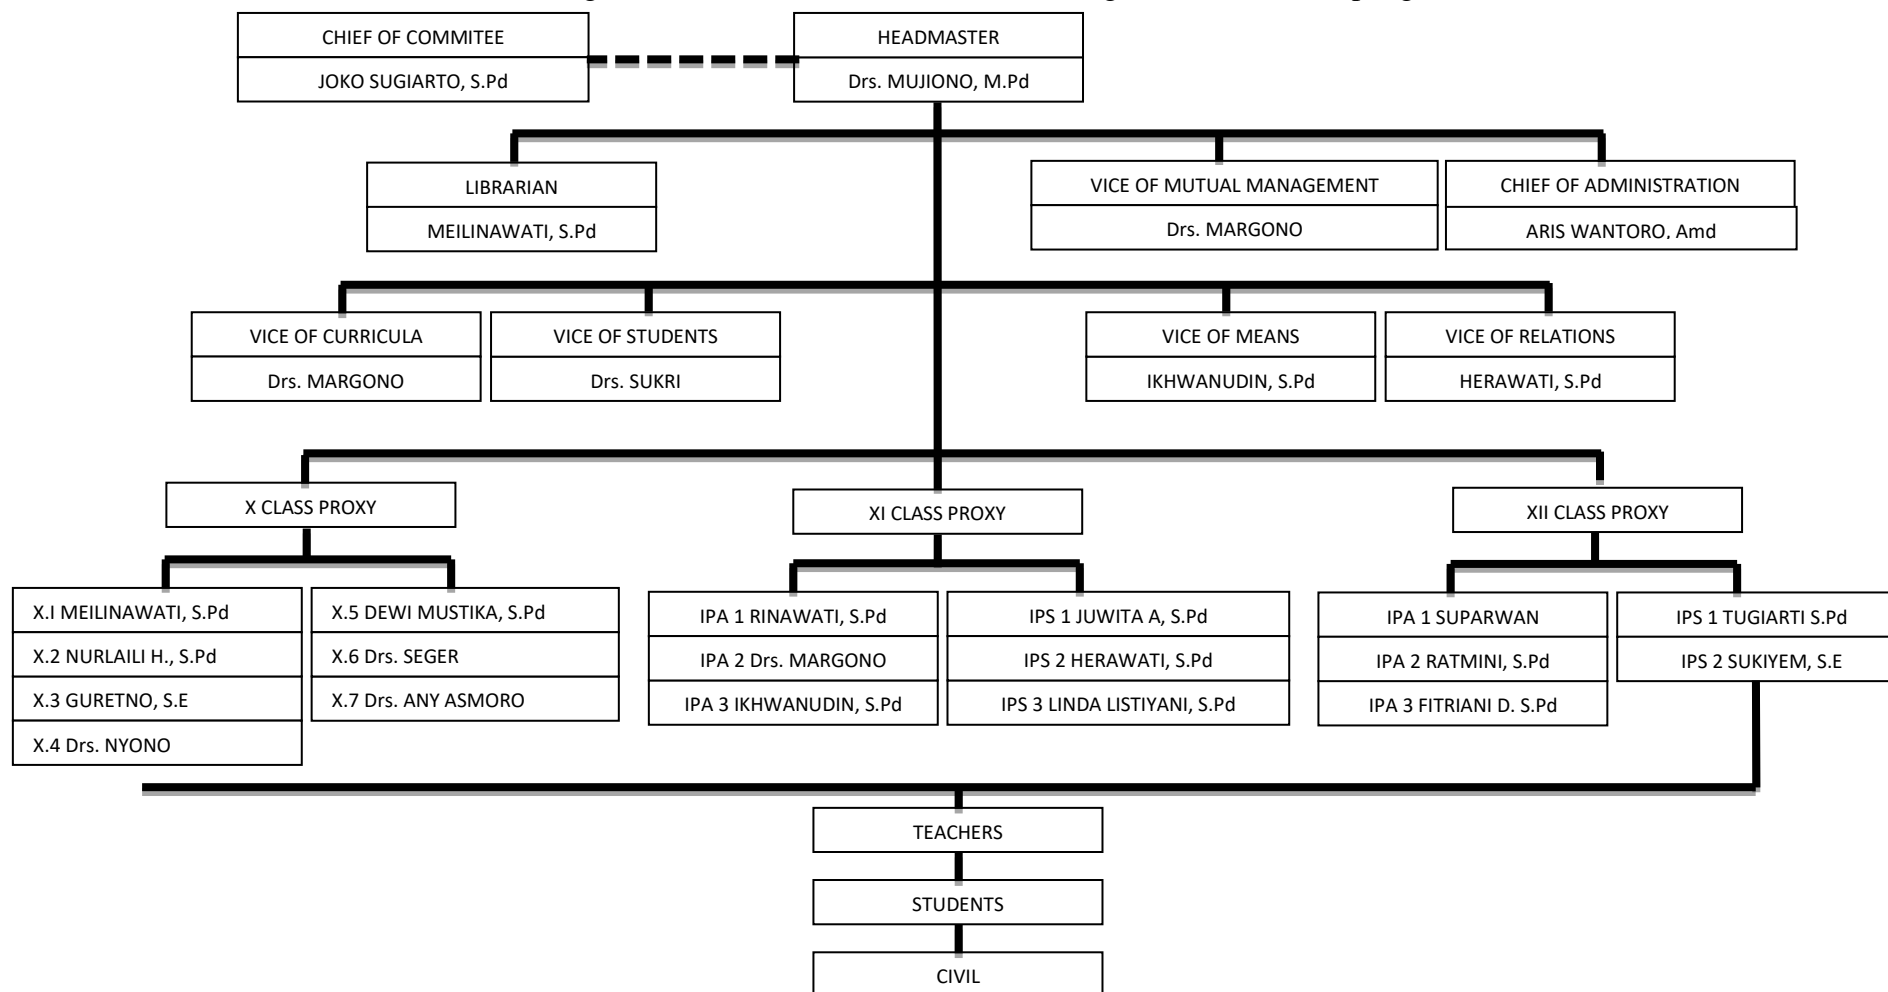 CHIEF OF COMMITEE
JOKO SUGIARTO, S.Pd
HEADMASTER
Drs. MUJIONO, M.Pd
LIBRARIAN
MEILINAWATI, S.Pd
VICE OF MUTUAL MANAGEMENT
Drs. MARGONO
CHIEF OF ADMINISTRATION
ARIS WANTORO, Amd
VICE OF CURRICULA
Drs. MARGONO
VICE OF STUDENTS
Drs. SUKRI
VICE OF MEANS
IKHWANUDIN, S.Pd
VICE OF RELATIONS
HERAWATI, S.Pd
X CLASS PROXY
XI CLASS PROXY
XII CLASS PROXY
X.I MEILINAWATI, S.Pd
X.2 NURLAILI H., S.Pd
X.3 GURETNO, S.E
X.4 Drs. NYONO
X.5 DEWI MUSTIKA, S.Pd
X.6 Drs. SEGER
X.7 Drs. ANY ASMORO
IPA 1 RINAWATI, S.Pd
IPA 2 Drs. MARGONO
IPA 3 IKHWANUDIN, S.Pd
IPS 1 JUWITA A, S.Pd
IPS 2 HERAWATI, S.Pd
IPS 3 LINDA LISTIYANI, S.Pd
IPA 1 SUPARWAN
IPA 2 RATMINI, S.Pd
IPA 3 FITRIANI D. S.Pd
IPS 1 TUGIARTI S.Pd
IPS 2 SUKIYEM, S.E
TEACHERS
STUDENTS
CIVIL